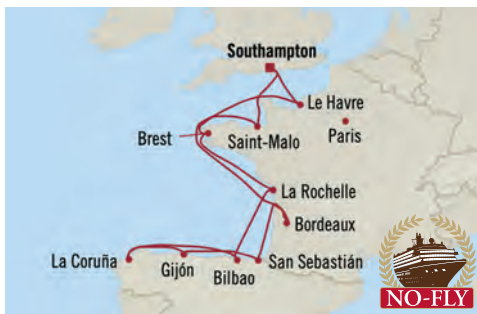 Southampton
Le Havre
Paris
Brest
Saint-Malo
La Rochelle
Bordeaux
La Coruña
Gijón
Bilbao
San Sebastián
NO-FLY